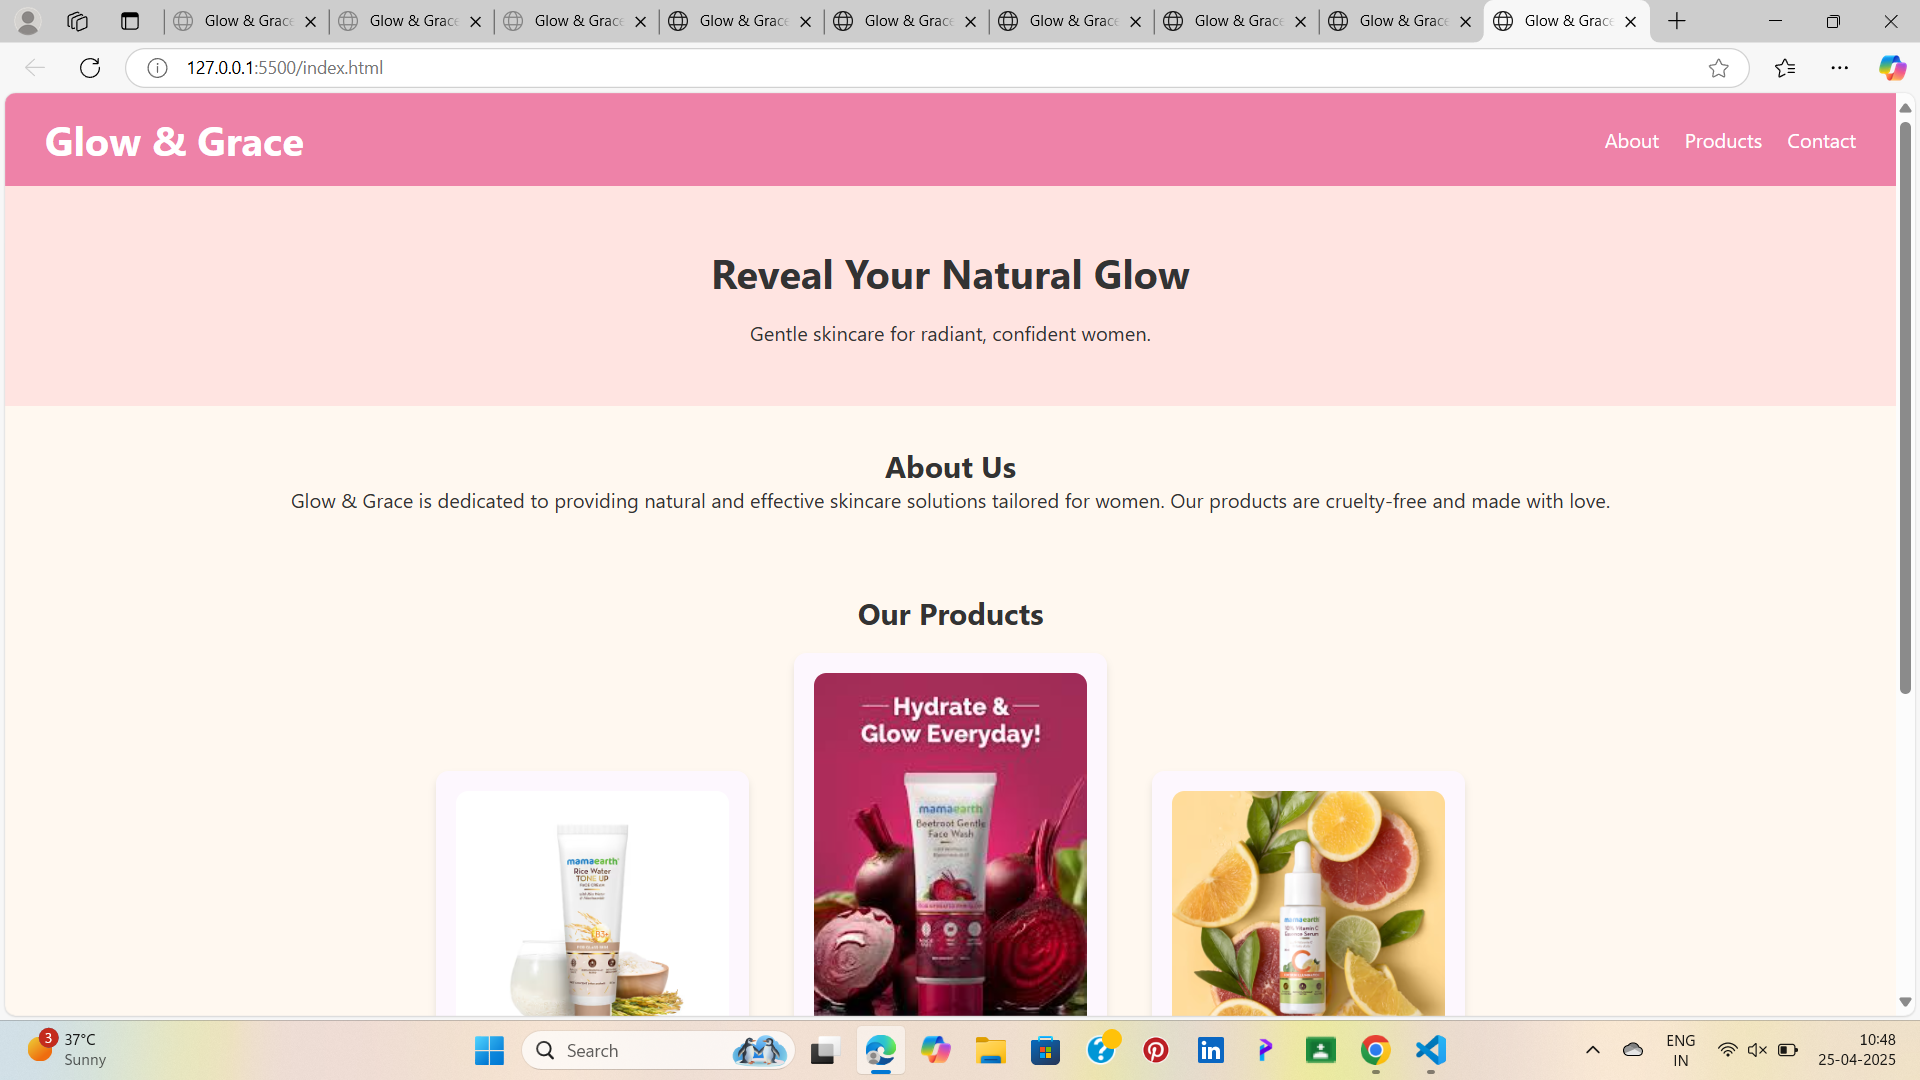 Glow & Grace Glow & Grace Glow & Grace Glow & Grace Glow & Grace Glow & Grace Glow & Grace Glow & Grace Glow & Grace
127.0.0.1:5500/index.html
Glow & Grace
About Products Contact
Reveal Your Natural Glow
Gentle skincare for radiant, confident women.
About Us
Glow & Grace is dedicated to providing natural and effective skincare solutions tailored for women. Our products are cruelty-free and made with love.
Our Products
Hydrate &
Glow Everyday!
mamaearth
Rice Water
TONE UP
FACE CREAM
mamaearth
Beetroot Gentle
Face Wash
mamaearth
10% Vitamin C
C
3
37°C
Sunny
Search
ENG
IN
10:48
25-04-2025